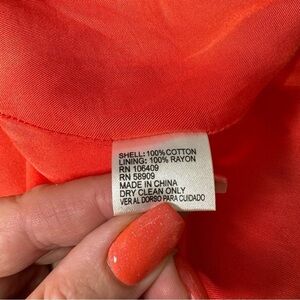 SHELL: 100% COTTON
LINING: 100% RAYON
RN 106409
RN 58909
MADE IN CHINA
DRY CLEAN ONLY
VER AL DORSO PARA CUIDADO